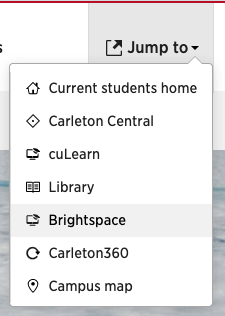 s
Jump to
Current students home
Carleton Central
cuLearn
Library
Brightspace
Carleton360
Campus map